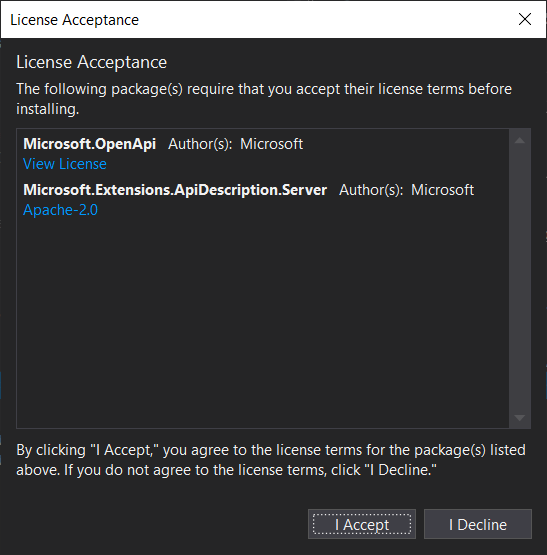 License Acceptance
License Acceptance
The following package(s) require that you accept their license terms before
installing.
Microsoft.OpenApi Author(s): Microsoft
View License
Microsoft.Extensions.ApiDescription.Server Author(s): Microsoft
Apache-2.0
By clicking "I Accept," you agree to the license terms for the package(s) listed
above. If you do not agree to the license terms, click "I Decline."
I Accept I Decline